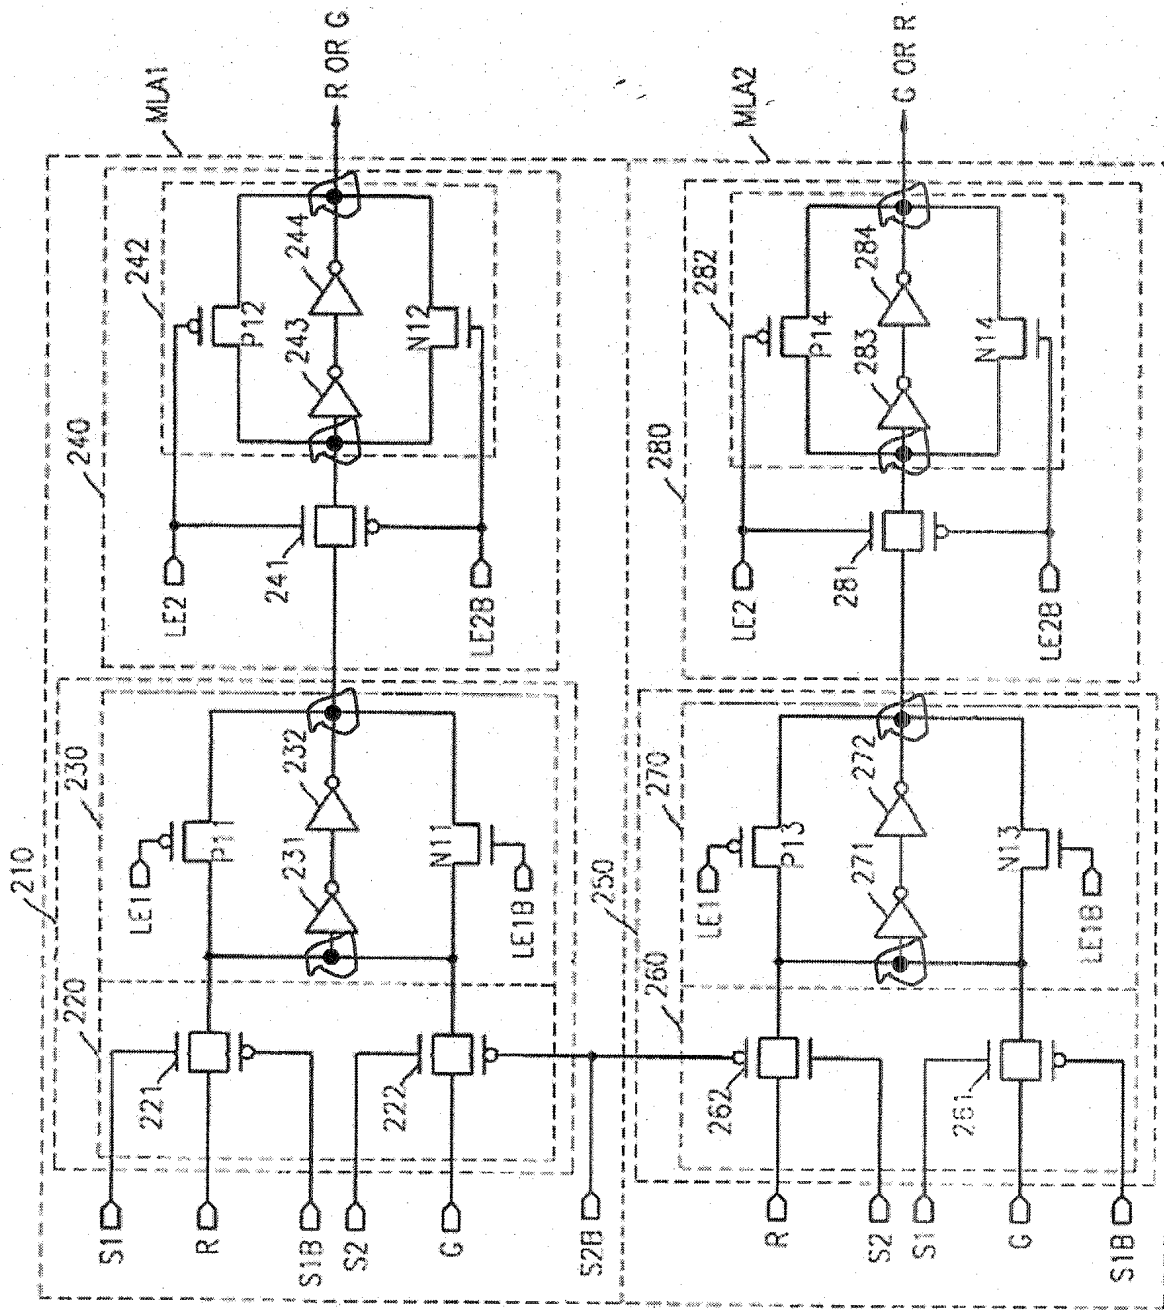 MLA1
210
220
230
240
242
S1
R
S1B
S2
G
S2B
221
222
LE1
P11
231
232
N11
LE1B
LE2
241
LE2B
P12
243
244
N12
R OR G
MLA2
250
260
270
280
282
R
S2
S1
G
S1B
262
261
LE1
P13
271
272
N13
LE1B
LE2
281
LE2B
P14
283
284
N14
G OR R